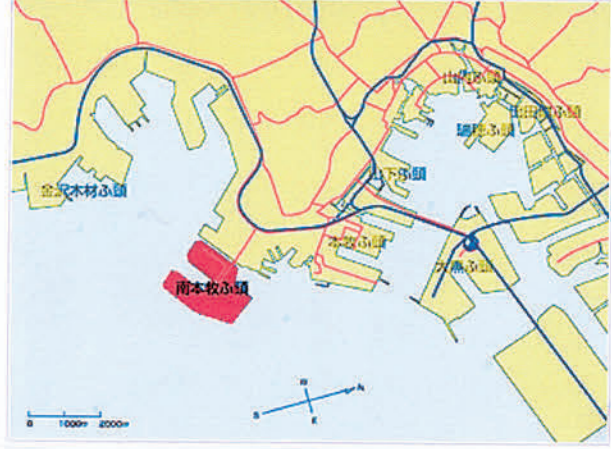 山内ふ頭
出田町ふ頭
瑞穂ふ頭
山下ふ頭
金沢木材ふ頭
本牧ふ頭
大黒ふ頭
南本牧ふ頭
N
W
S
E
0 1000m 2000m